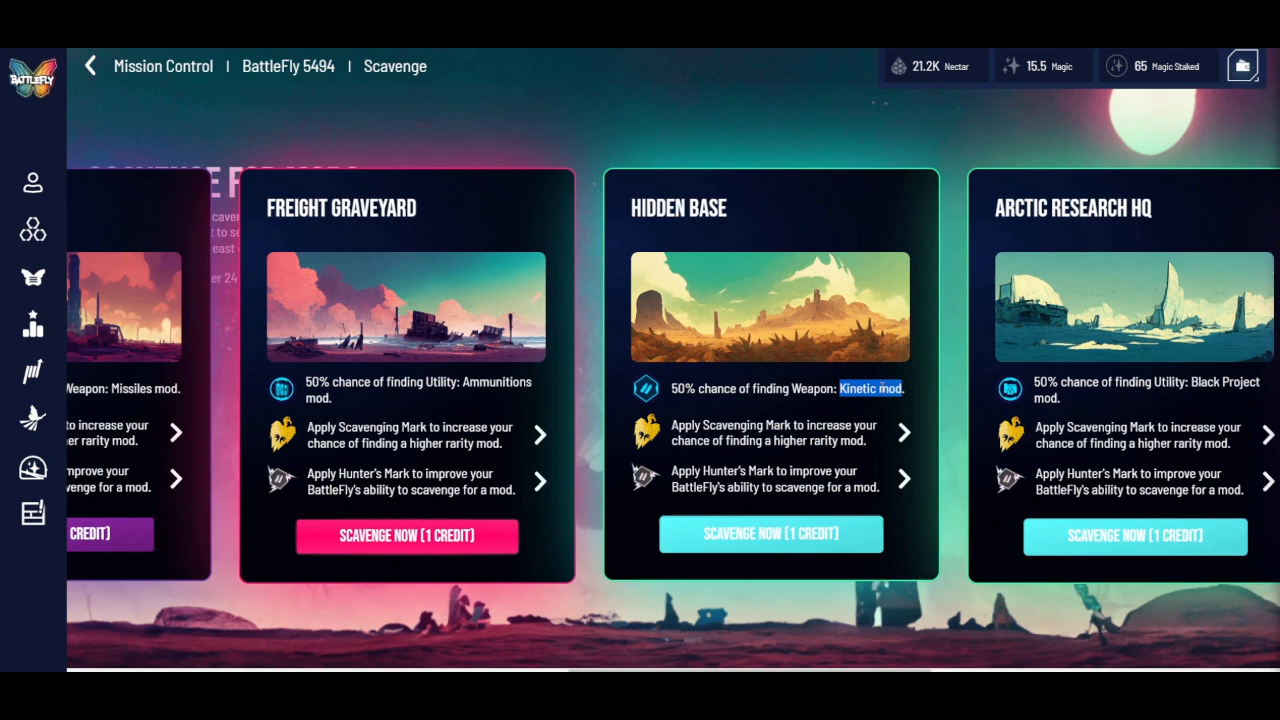 BATTLEFLY
Mission Control | BattleFly 5494 | Scavenge
21.2K Nectar
15.5 Magic
65 Magic Staked
Weapon: Missiles mod.
to increase your
er rarity mod.
mprove your
venge for a mod.
CREDIT)
FREIGHT GRAVEYARD
50% chance of finding Utility: Ammunitions
mod.
Apply Scavenging Mark to increase your
chance of finding a higher rarity mod.
Apply Hunter's Mark to improve your
BattleFly's ability to scavenge for a mod.
SCAVENGE NOW (1 CREDIT)
HIDDEN BASE
50% chance of finding Weapon: Kinetic mod.
Apply Scavenging Mark to increase your
chance of finding a higher rarity mod.
Apply Hunter's Mark to improve your
BattleFly's ability to scavenge for a mod.
SCAVENGE NOW (1 CREDIT)
ARCTIC RESEARCH HQ
50% chance of finding Utility: Black Project
mod.
Apply Scavenging Mark to increase your
chance of finding a higher rarity mod.
Apply Hunter's Mark to improve your
BattleFly's ability to scavenge for a mod.
SCAVENGE NOW (1 CREDIT)